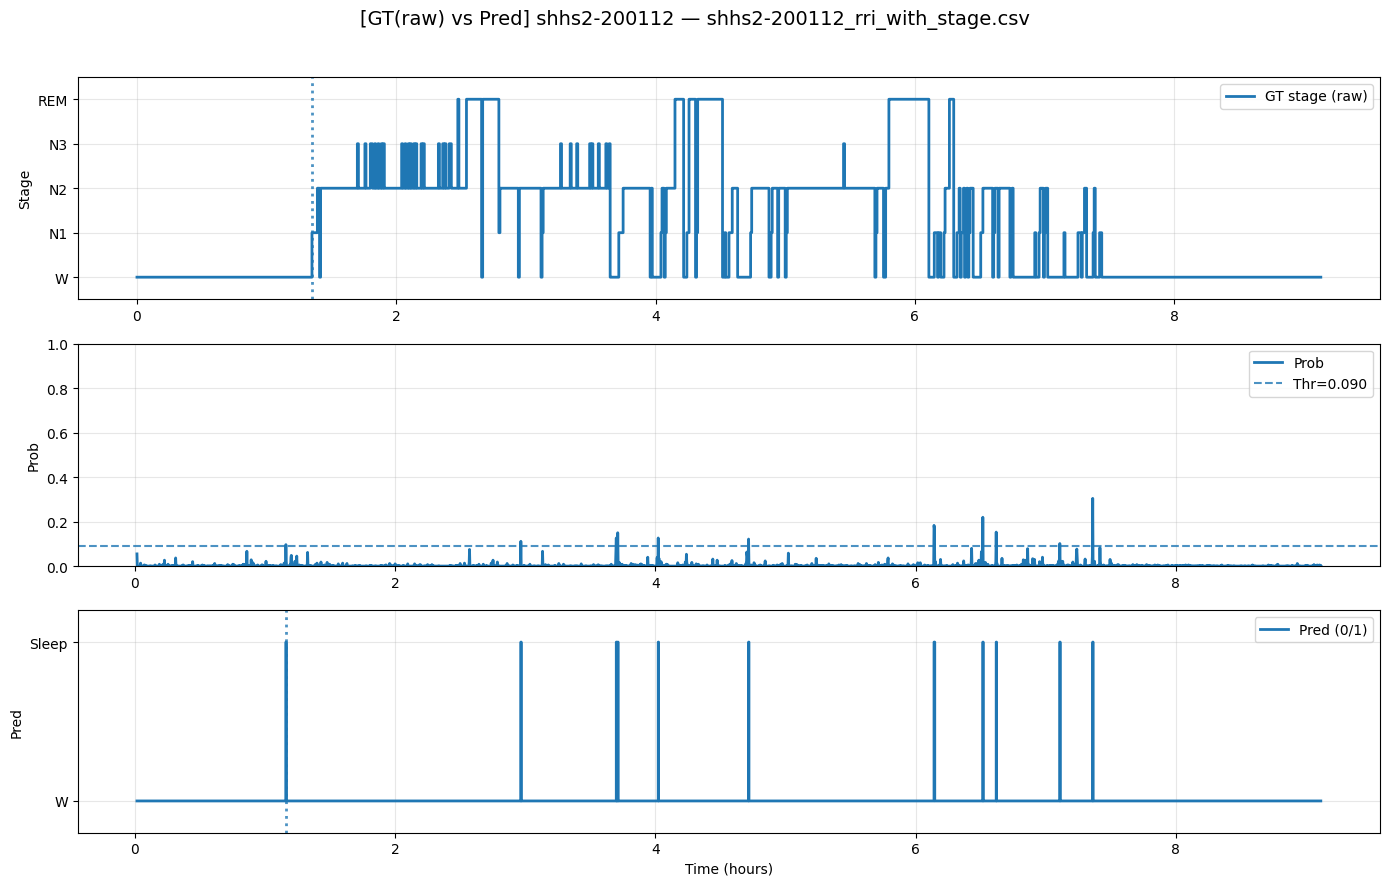 [GT(raw) vs Pred] shhs2-200112 — shhs2-200112_rri_with_stage.csv
GT stage (raw)
Stage
REM
N3
N2
N1
W
0 2 4 6 8
Prob
Thr=0.090
Prob
1.0
0.8
0.6
0.4
0.2
0.0
0 2 4 6 8
Pred (0/1)
Pred
Sleep
W
0 2 4 6 8
Time (hours)